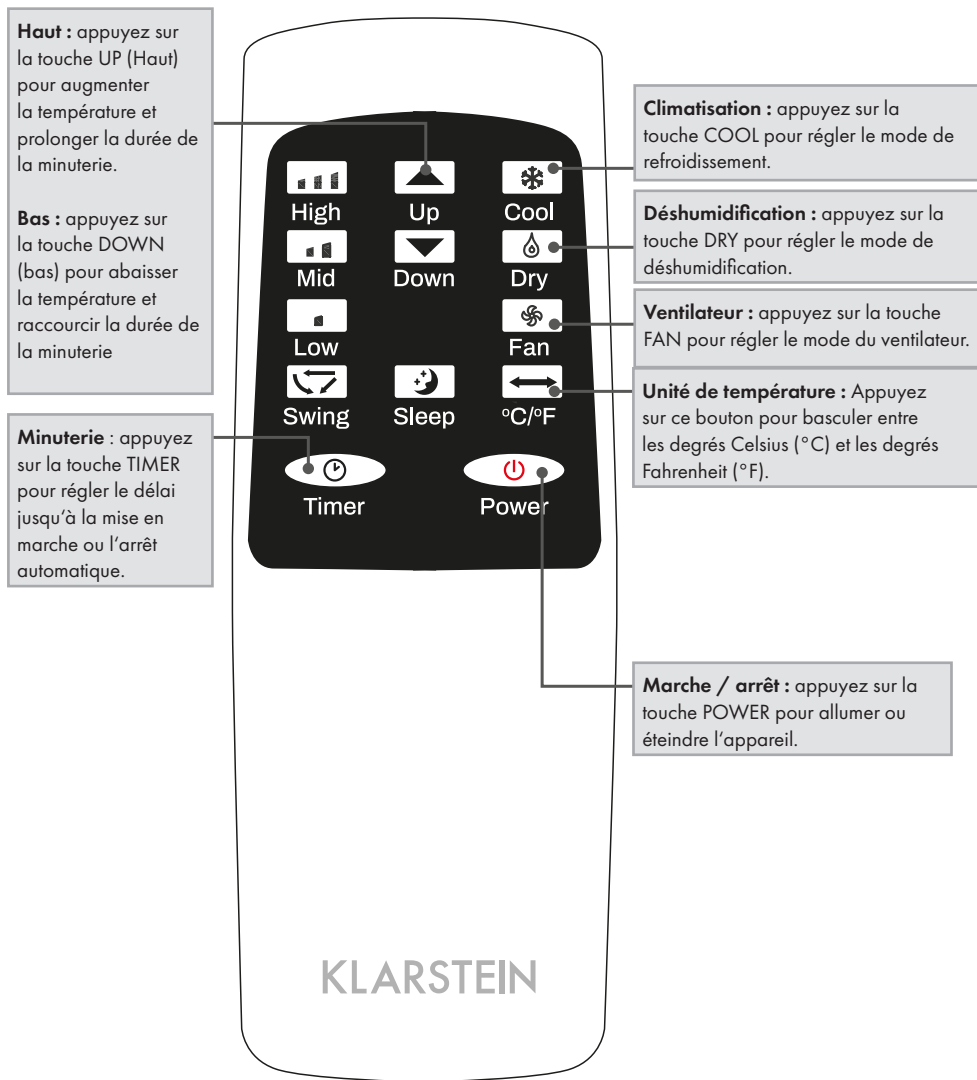 Haut : appuyez sur
la touche UP (Haut)
pour augmenter
la température et
prolonger la durée de
la minuterie.
Bas : appuyez sur
la touche DOWN
(bas) pour abaisser
la température et
raccourcir la durée de
la minuterie
Minuterie : appuyez
sur la touche TIMER
pour régler le délai
jusqu‘à la mise en
marche ou l‘arrêt
automatique.
High Up Cool
Mid Down Dry
Low Fan
Swing Sleep °C/°F
Timer Power
Climatisation : appuyez sur la
touche COOL pour régler le mode de
refroidissement.
Déshumidification : appuyez sur la
touche DRY pour régler le mode de
déshumidification.
Ventilateur : appuyez sur la touche
FAN pour régler le mode du ventilateur.
Unité de température : Appuyez
sur ce bouton pour basculer entre
les degrés Celsius (°C) et les degrés
Fahrenheit (°F).
Marche / arrêt : appuyez sur la
touche POWER pour allumer ou
éteindre l‘appareil.
KLARSTEIN